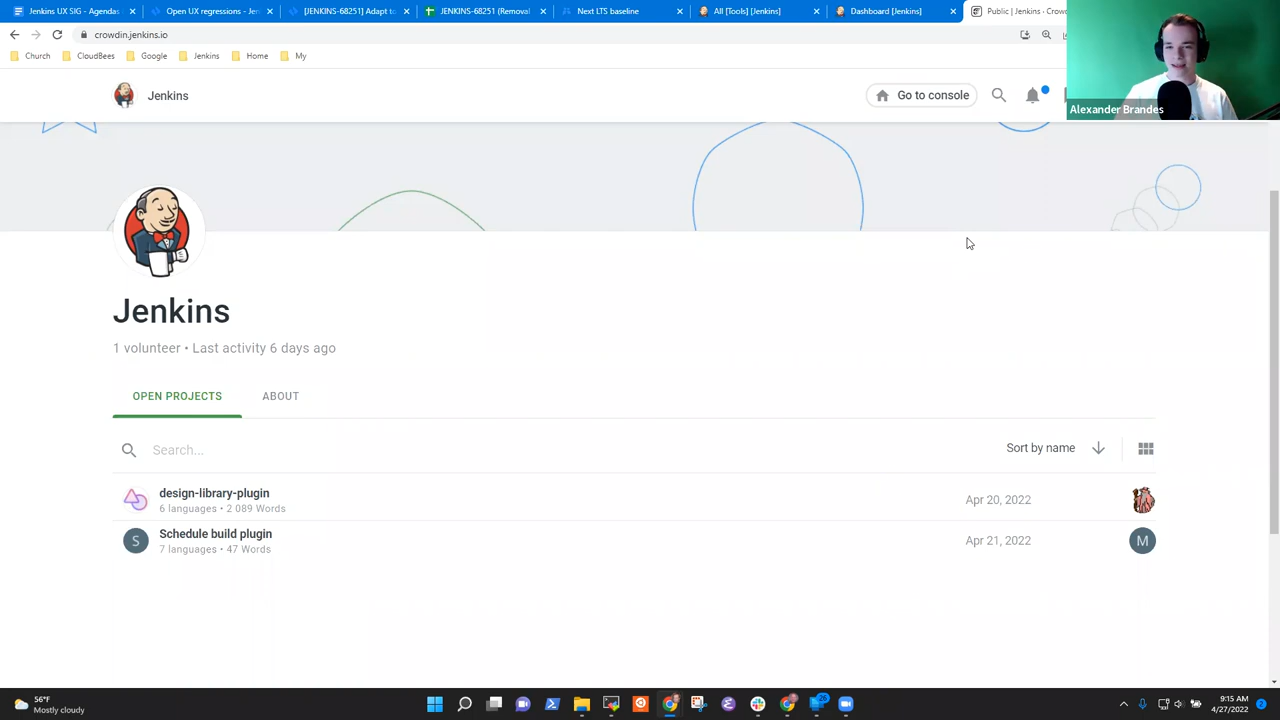 Jenkins UX SIG - Agendas
Open UX regressions - Jen
[JENKINS-68251] Adapt to
JENKINS-68251 (Removal
Next LTS baseline
All [Tools] [Jenkins]
Dashboard [Jenkins]
Public | Jenkins - Crowd
crowdin.jenkins.io
Church
CloudBees
Google
Jenkins
Home
My
Jenkins
Go to console
Alexander Brandes
Jenkins
1 volunteer • Last activity 6 days ago
OPEN PROJECTS
ABOUT
Search...
Sort by name
design-library-plugin
6 languages • 2 089 Words
Apr 20, 2022
S
Schedule build plugin
7 languages • 47 Words
Apr 21, 2022
M
56°F
Mostly cloudy
9:15 AM
4/27/2022